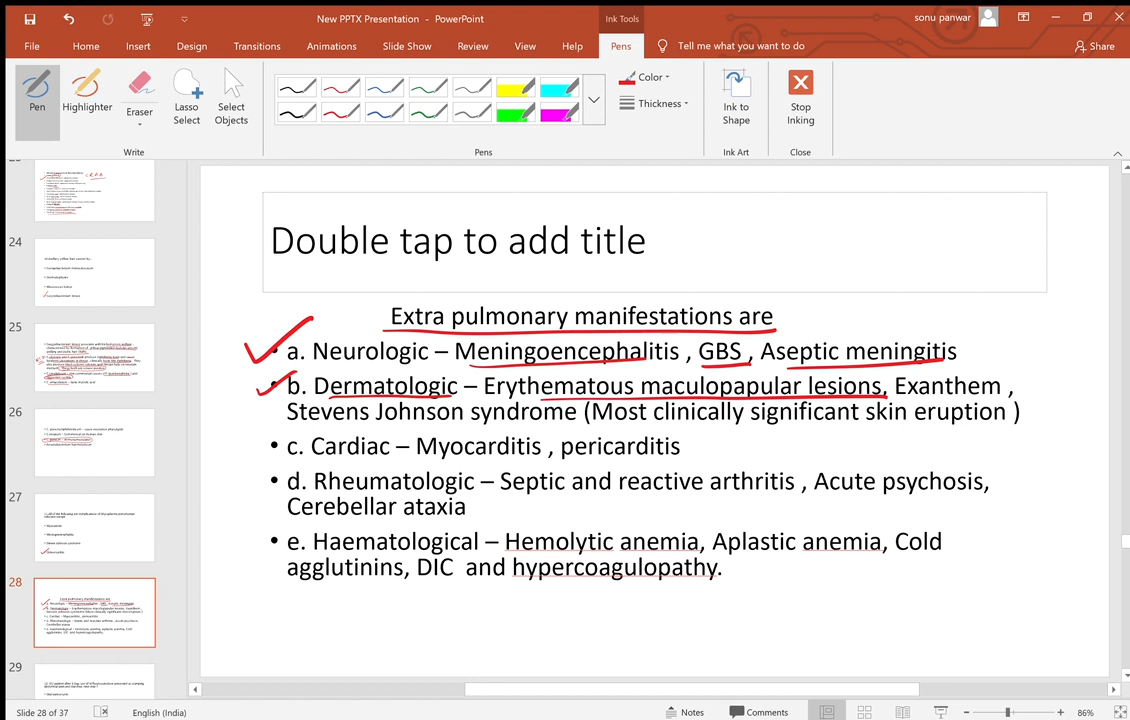 New PPTX Presentation - PowerPoint
Ink Tools
sonu panwar
File Home Insert Design Transitions Animations Slide Show Review View Help Pens Tell me what you want to do Share
Pen Highlighter Eraser Lasso Select Select Objects
Color Thickness
Ink to Shape Stop Inking
Write Pens Ink Art Close
24
25
26
27
28
29
Double tap to add title
Extra pulmonary manifestations are
• a. Neurologic – Meningoencephalitis , GBS , Aseptic meningitis
• b. Dermatologic – Erythematous maculopapular lesions, Exanthem ,
Stevens Johnson syndrome (Most clinically significant skin eruption )
• c. Cardiac – Myocarditis , pericarditis
• d. Rheumatologic – Septic and reactive arthritis , Acute psychosis,
Cerebellar ataxia
• e. Haematological – Hemolytic anemia, Aplastic anemia, Cold
agglutinins, DIC and hypercoagulopathy.
Slide 28 of 37 English (India) Notes Comments 86%